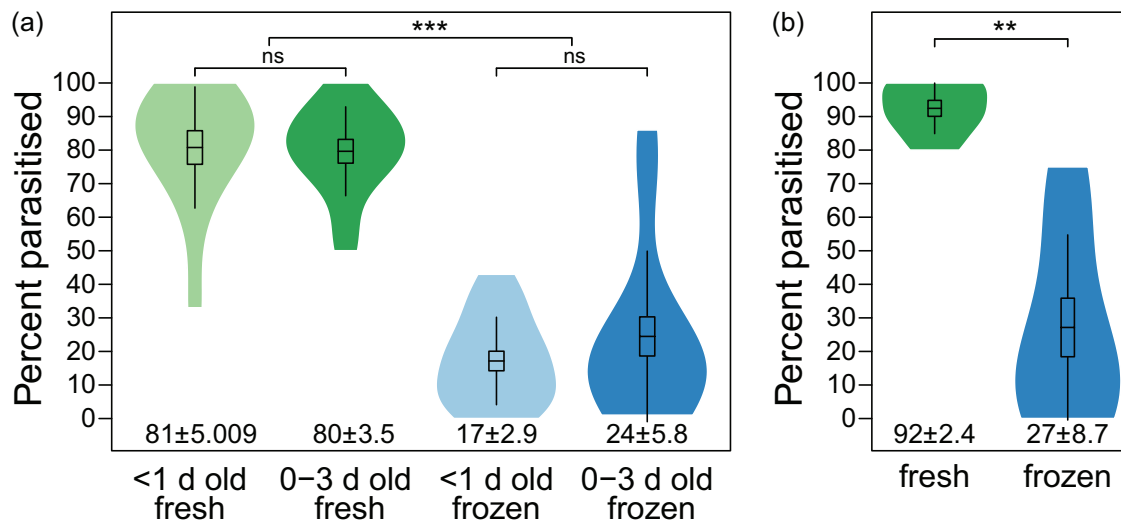 (a)
***
ns
ns
Percent parasitised
100
90
80
70
60
50
40
30
20
10
0
81±5.009
80±3.5
17±2.9
24±5.8
<1 d old
fresh
0−3 d old
fresh
<1 d old
frozen
0−3 d old
frozen
(b)
**
Percent parasitised
100
90
80
70
60
50
40
30
20
10
0
92±2.4
27±8.7
fresh
frozen